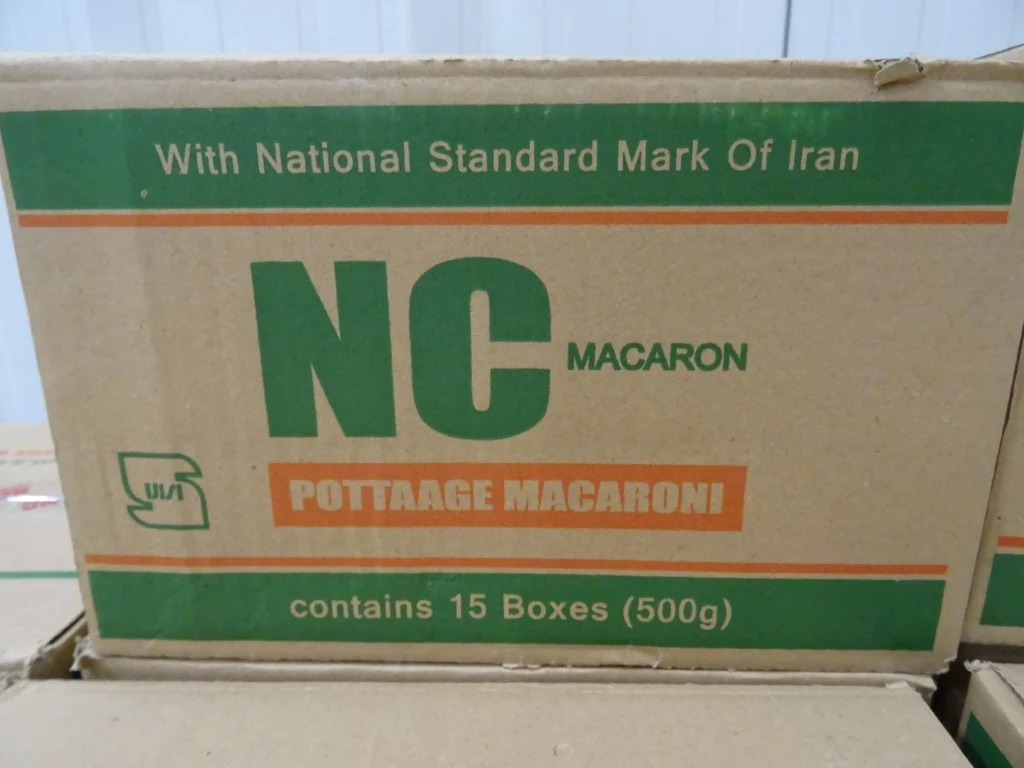 With National Standard Mark Of Iran
NC MACARON
POTTAAGE MACARONI
contains 15 Boxes (500g)